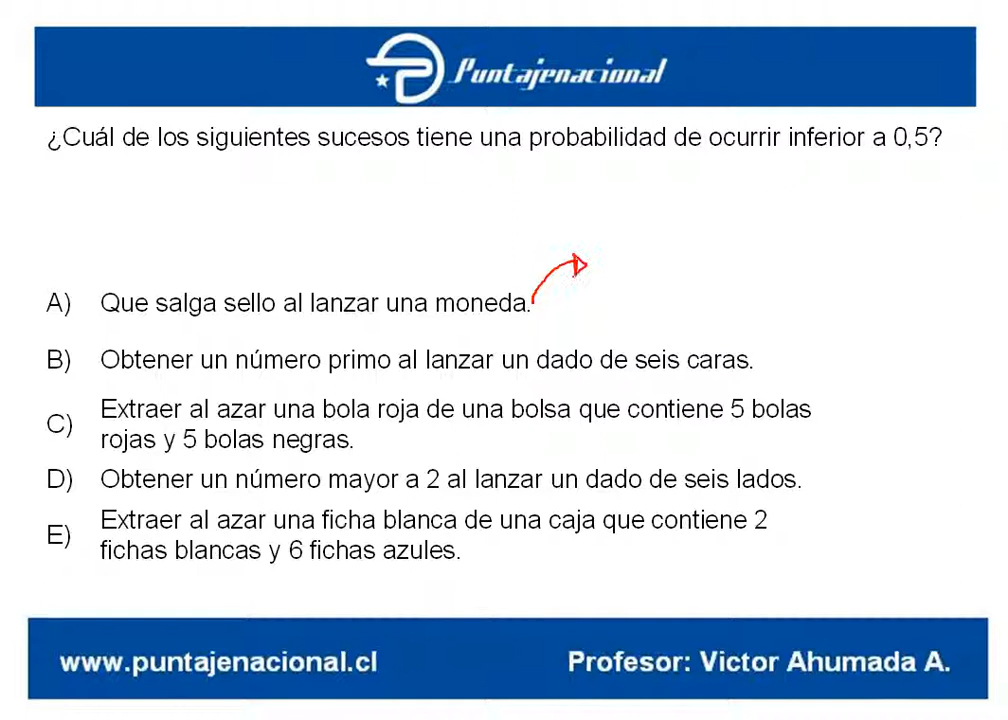 Puntajenacional
¿Cuál de los siguientes sucesos tiene una probabilidad de ocurrir inferior a 0,5?
A) Que salga sello al lanzar una moneda.
B) Obtener un número primo al lanzar un dado de seis caras.
C) Extraer al azar una bola roja de una bolsa que contiene 5 bolas
rojas y 5 bolas negras.
D) Obtener un número mayor a 2 al lanzar un dado de seis lados.
E) Extraer al azar una ficha blanca de una caja que contiene 2
fichas blancas y 6 fichas azules.
www.puntajenacional.cl Profesor: Victor Ahumada A.